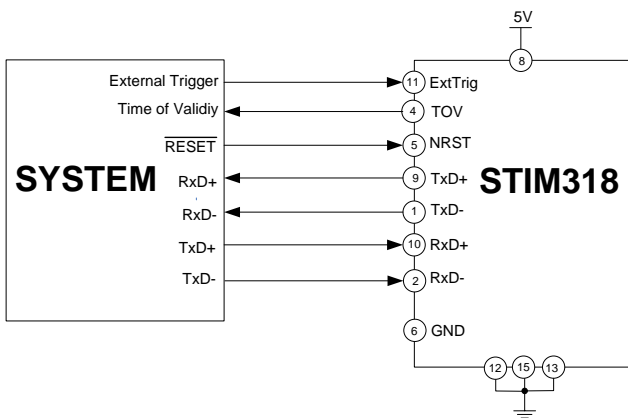 5V
8
External Trigger 11 ExtTrig
Time of Validiy 4 TOV
RESET 5 NRST
SYSTEM
STIM318
RxD+ 9 TxD+
RxD- 1 TxD-
TxD+ 10 RxD+
TxD- 2 RxD-
6 GND
12 15 13